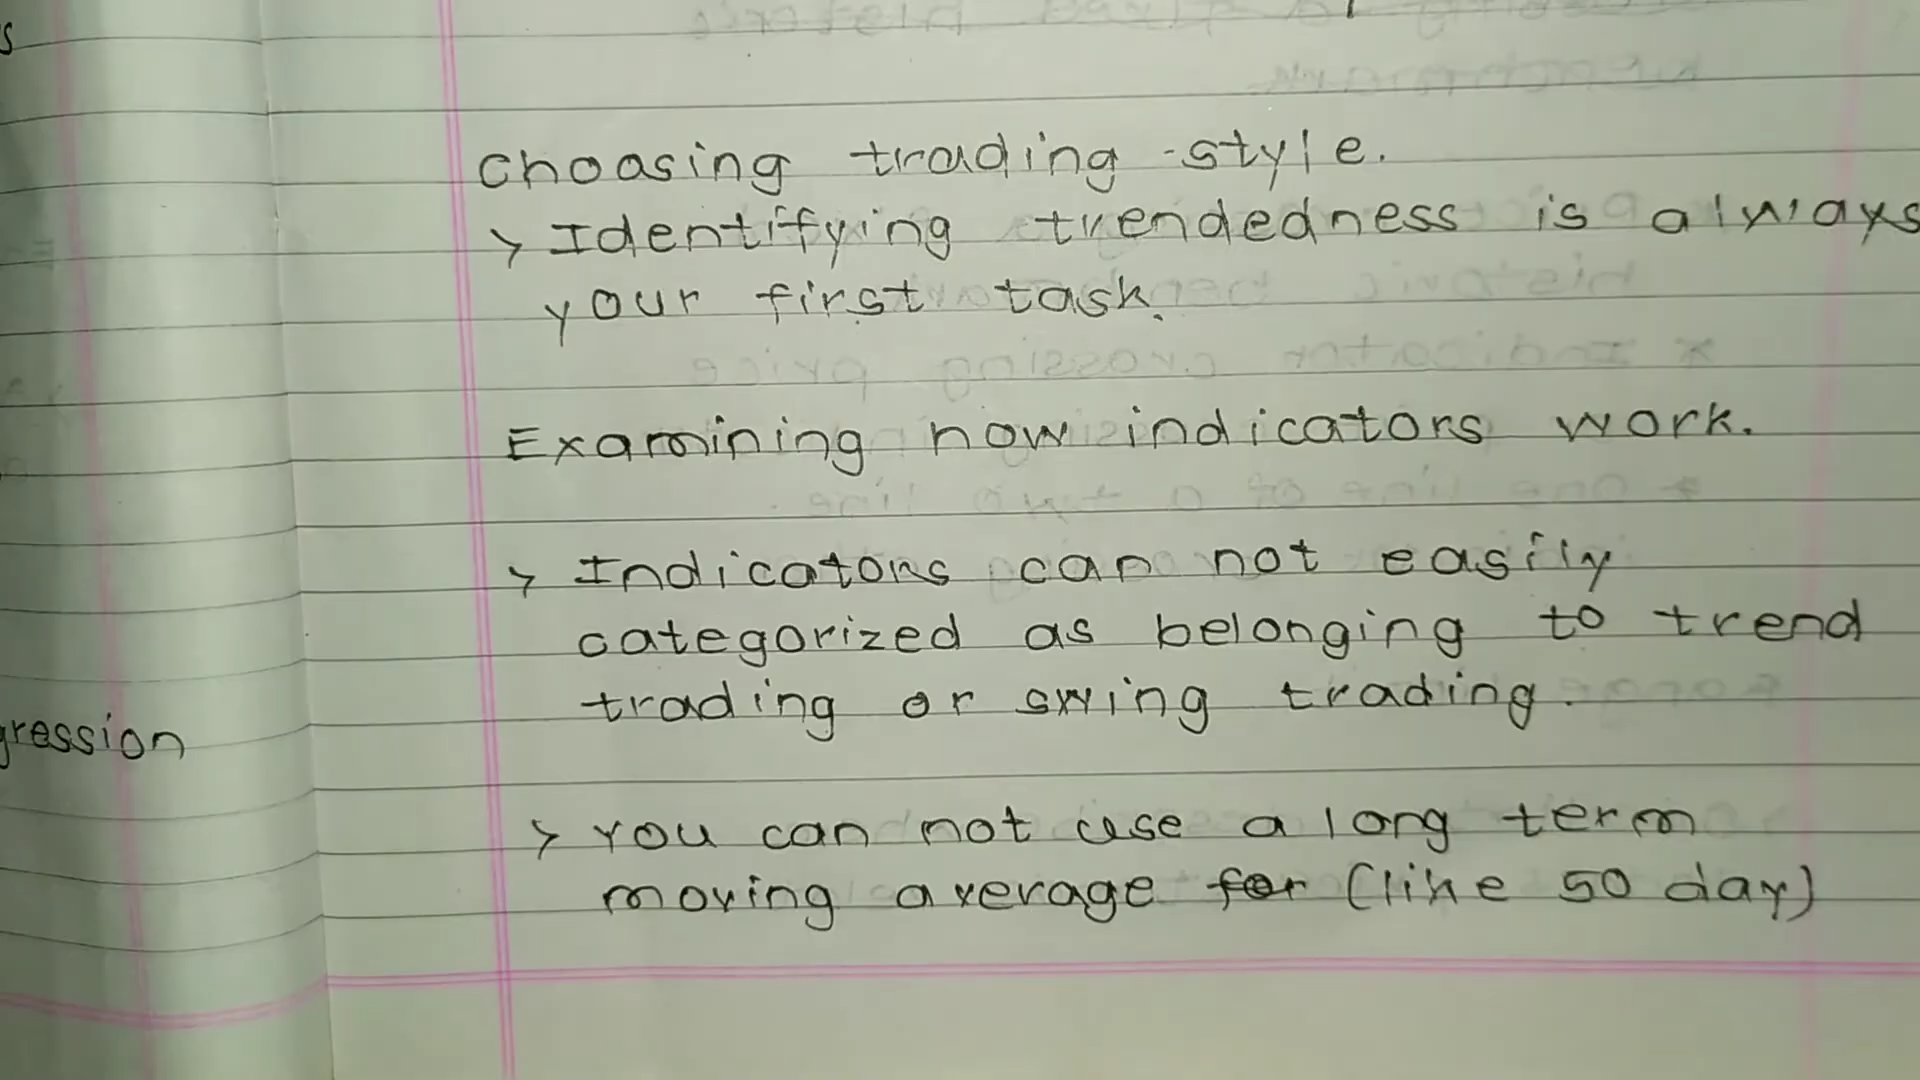 s
choosing trading style.
> Identifying trendedness is always
your first task.
Examining how indicators work.
> Indicators can not easily
categorized as belonging to trend
trading or swing trading.
gression
> You can not use a long term
moving average for (like 50 day)